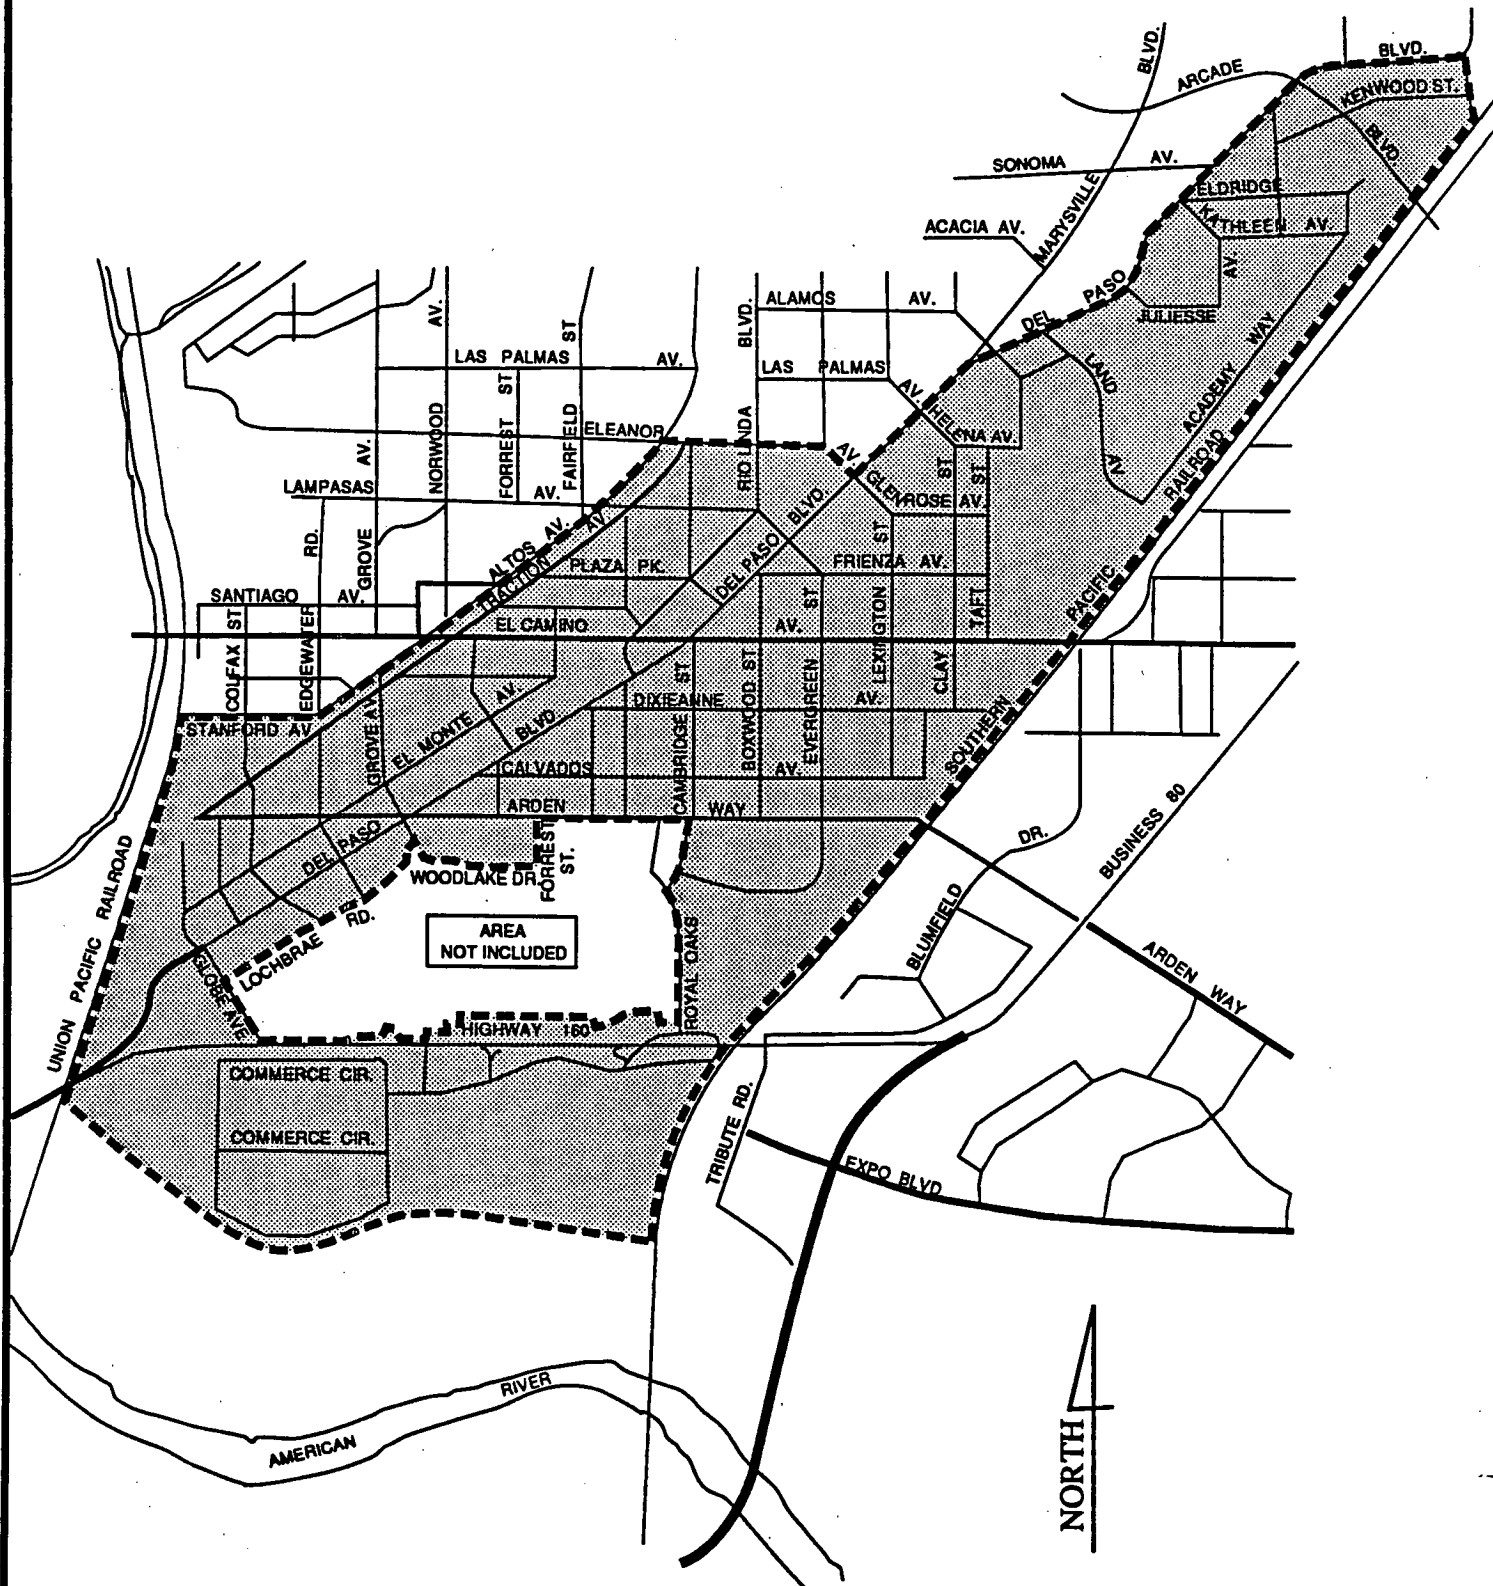 BLVD.
BLVD.
ARCADE
KENWOOD ST.
BLVD
SONOMA AV.
ELDRIDGE
KATHLEEN AV.
AV.
ACACIA AV.
MARYSVILLE
DEL PASO
JULIESSE
ALAMOS AV.
BLVD.
AV.
ST
LAS PALMAS AV.
LAS PALMAS
AV.
LAND
AV
ACADEMY WAY
ST
FORREST
FAIRFIELD
NORWOOD
ELEANOR
RIO LINDA
HELENA AV.
AV.
GROVE AV.
LAMPASAS AV.
GLENROSE AV.
ST
ST
RD.
ALTOS AV.
TRACTION AV.
PLAZA PK.
DEL PASO BLVD
FRIENZA AV.
SANTIAGO AV.
COLFAX ST
EDGEWATER
EL CAMINO AV.
EVERGREEN ST
LEXINGTON ST
TAFT
CLAY
SOUTHERN PACIFIC RAILROAD
STANFORD AV
GROVE AV.
EL MONTE AV.
BLVD
DIXIEANNE AV.
CAMBRIDGE ST
BOXWOOD ST
CALVADOS AV.
ARDEN WAY
DEL PASO
FORREST ST.
WOODLAKE DR.
LOCHBRAE RD.
AREA
NOT INCLUDED
ROYAL OAKS
GLOBE AVE
UNION PACIFIC RAILROAD
HIGHWAY 160
COMMERCE CIR.
COMMERCE CIR.
BLUMFIELD DR.
BUSINESS 80
ARDEN WAY
TRIBUTE RD.
EXPO BLVD
AMERICAN RIVER
NORTH